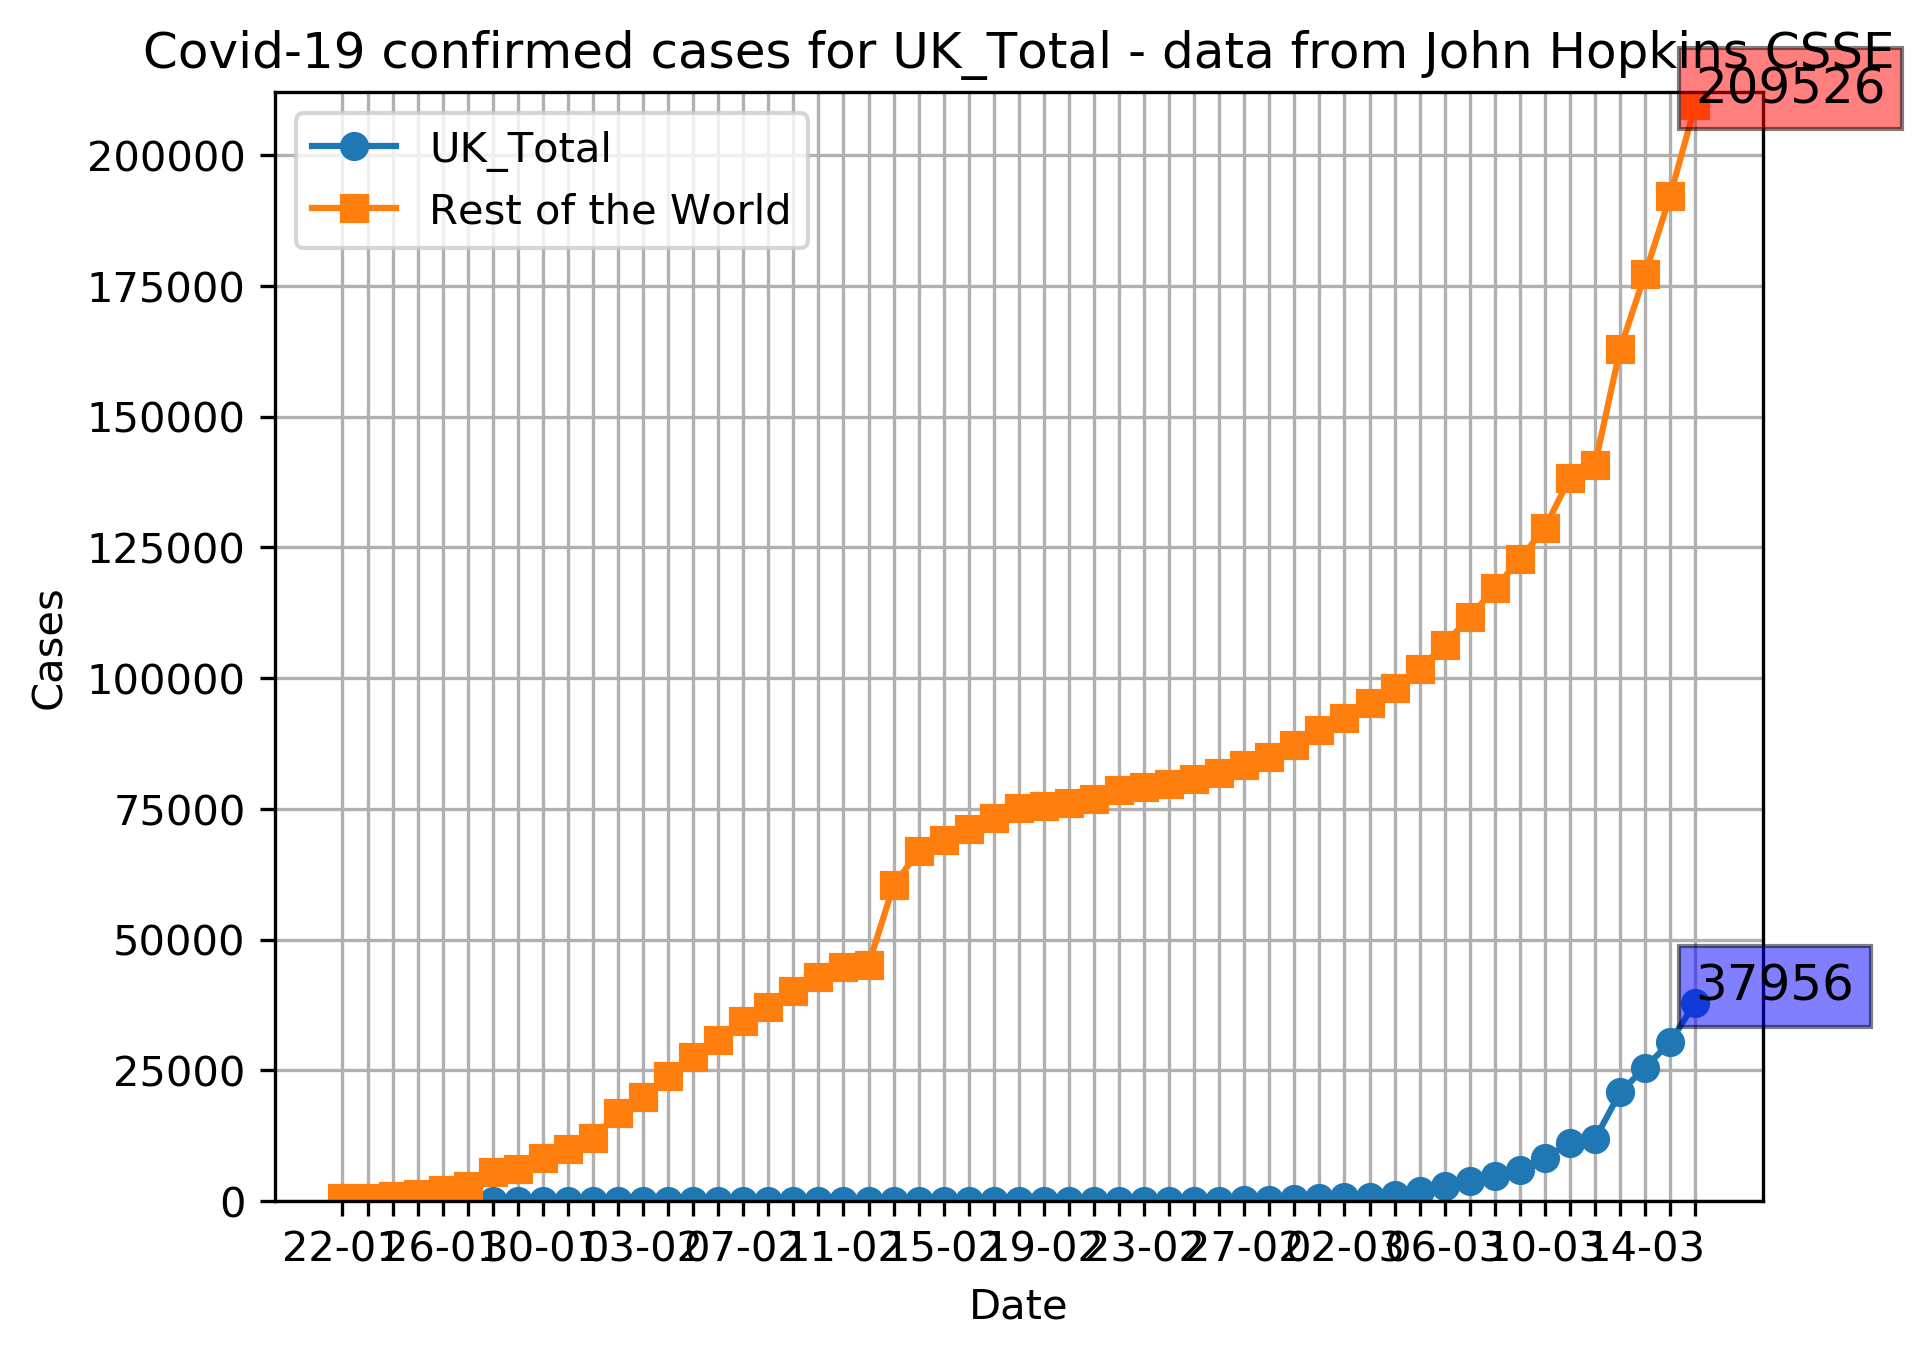 Covid-19 confirmed cases for UK_Total - data from John Hopkins CSSE
209526
UK_Total
Rest of the World
200000
175000
150000
125000
100000
75000
50000
37956
25000
0
Cases
22-01 26-01 30-01 03-02 07-02 11-02 15-02 19-02 23-02 27-02 02-03 06-03 10-03 14-03
Date